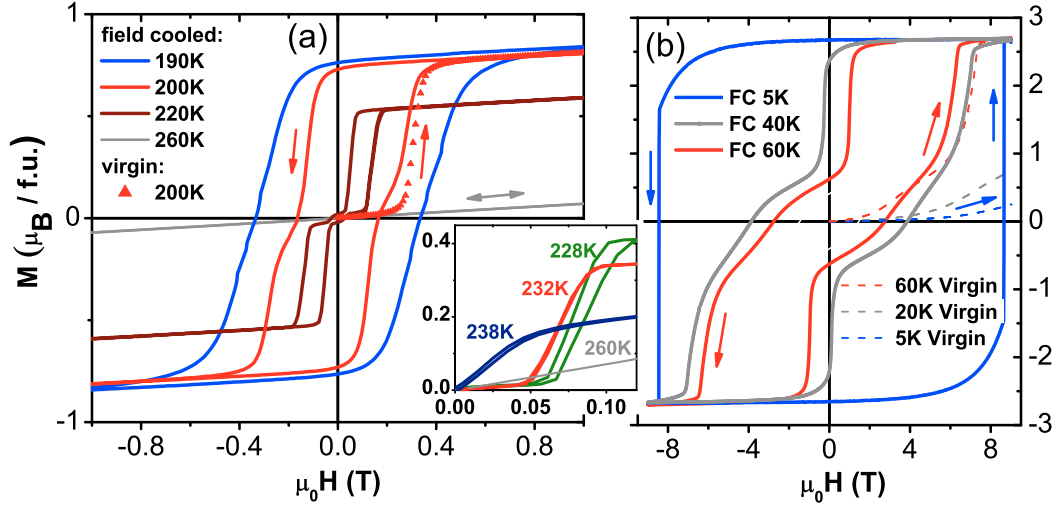 (a)
field cooled:
190K
200K
220K
260K
virgin:
200K
1
0
-1
M (μB / f.u.)
-0.8
-0.4
0.0
0.4
0.8
μ0H (T)
0.4
0.2
0.0
0.00
0.05
0.10
228K
232K
238K
260K
(b)
FC 5K
FC 40K
FC 60K
60K Virgin
20K Virgin
5K Virgin
3
2
1
0
-1
-2
-3
-8
-4
0
4
8
μ0H (T)